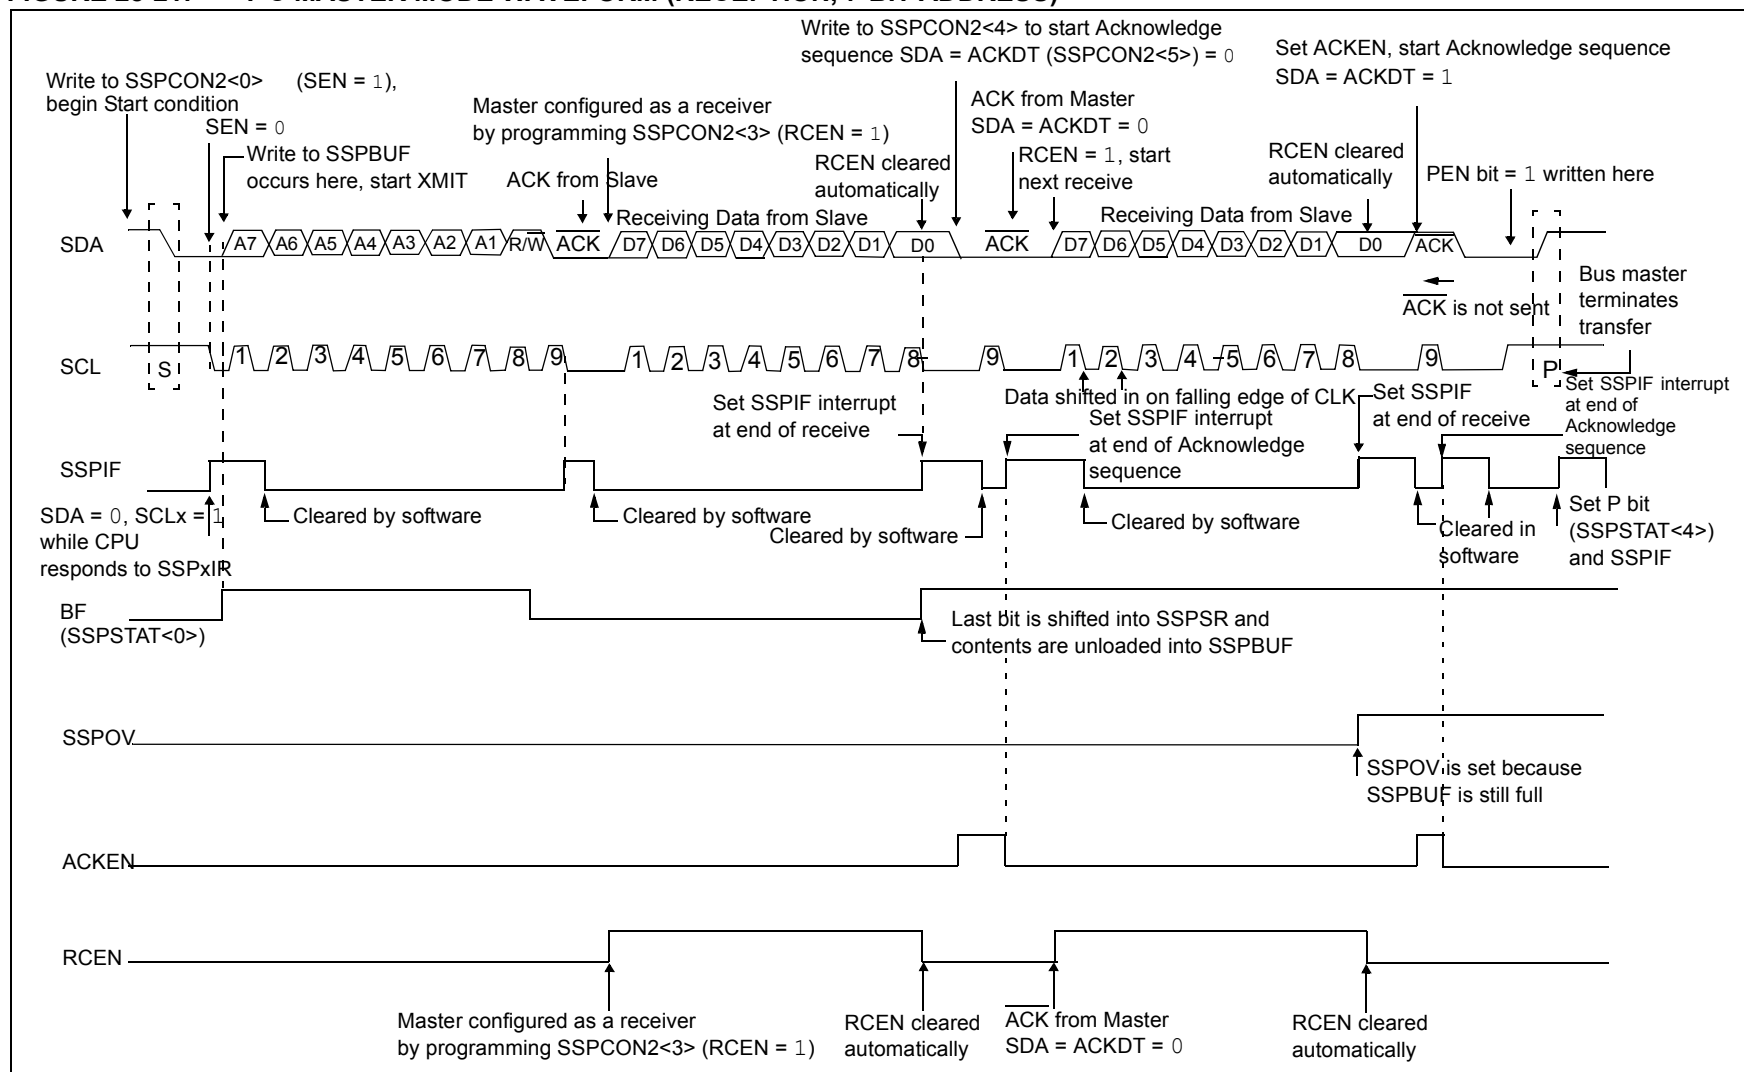 Write to SSPCON2<4> to start Acknowledge
sequence SDA = ACKDT (SSPCON2<5>) = 0
Set ACKEN, start Acknowledge sequence
SDA = ACKDT = 1
Write to SSPCON2<0> (SEN = 1),
begin Start condition
Master configured as a receiver
by programming SSPCON2<3> (RCEN = 1)
ACK from Master
SDA = ACKDT = 0
SEN = 0
Write to SSPBUF
occurs here, start XMIT
RCEN cleared
automatically
RCEN = 1, start
next receive
RCEN cleared
automatically
ACK from Slave
PEN bit = 1 written here
Receiving Data from Slave
Receiving Data from Slave
SDA
A7 A6 A5 A4 A3 A2 A1 R/W ACK D7 D6 D5 D4 D3 D2 D1 D0 ACK D7 D6 D5 D4 D3 D2 D1 D0 ACK
ACK is not sent
Bus master
terminates
transfer
SCL
S 1 2 3 4 5 6 7 8 9 1 2 3 4 5 6 7 8 9 1 2 3 4 5 6 7 8 9 P
Data shifted in on falling edge of CLK
Set SSPIF interrupt
at end of receive
Set SSPIF interrupt
at end of Acknowledge
sequence
Set SSPIF
at end of receive
Set SSPIF interrupt
at end of
Acknowledge
sequence
SSPIF
SDA = 0, SCLx = 1
while CPU
responds to SSPxIR
Cleared by software
Cleared by software
Cleared by software
Cleared by software
Cleared in
software
Set P bit
(SSPSTAT<4>)
and SSPIF
BF
(SSPSTAT<0>)
Last bit is shifted into SSPSR and
contents are unloaded into SSPBUF
SSPOV
SSPOV is set because
SSPBUF is still full
ACKEN
RCEN
Master configured as a receiver
by programming SSPCON2<3> (RCEN = 1)
RCEN cleared
automatically
ACK from Master
SDA = ACKDT = 0
RCEN cleared
automatically